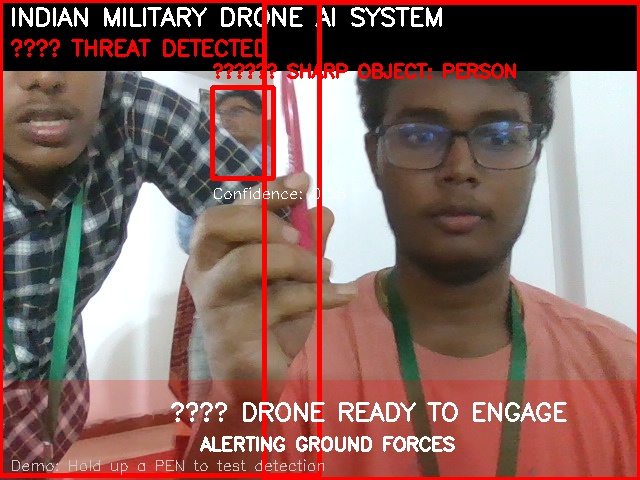 INDIAN MILITARY DRONE AI SYSTEM
???? THREAT DETECTED
?????? SHARP OBJECT: PERSON
Confidence:
???? DRONE READY TO ENGAGE
ALERTING GROUND FORCES
Demo: Hold up a PEN to test detection